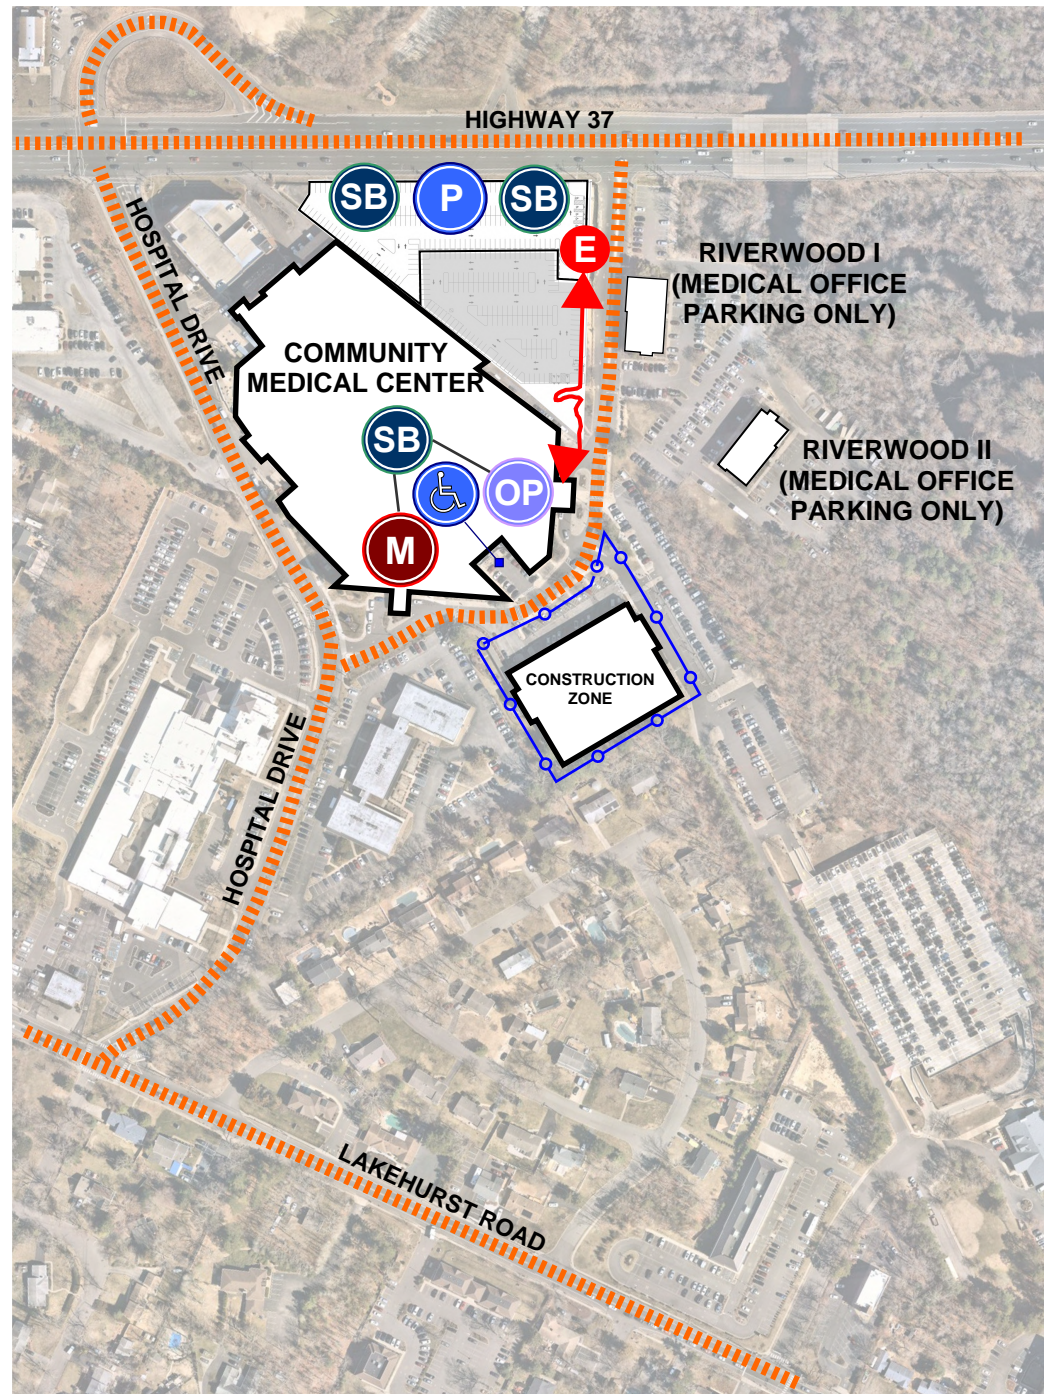 HIGHWAY 37
SB
P
SB
E
HOSPITAL DRIVE
RIVERWOOD I
(MEDICAL OFFICE
PARKING ONLY)
COMMUNITY
MEDICAL CENTER
SB
OP
M
RIVERWOOD II
(MEDICAL OFFICE
PARKING ONLY)
CONSTRUCTION
ZONE
HOSPITAL DRIVE
LAKEHURST ROAD